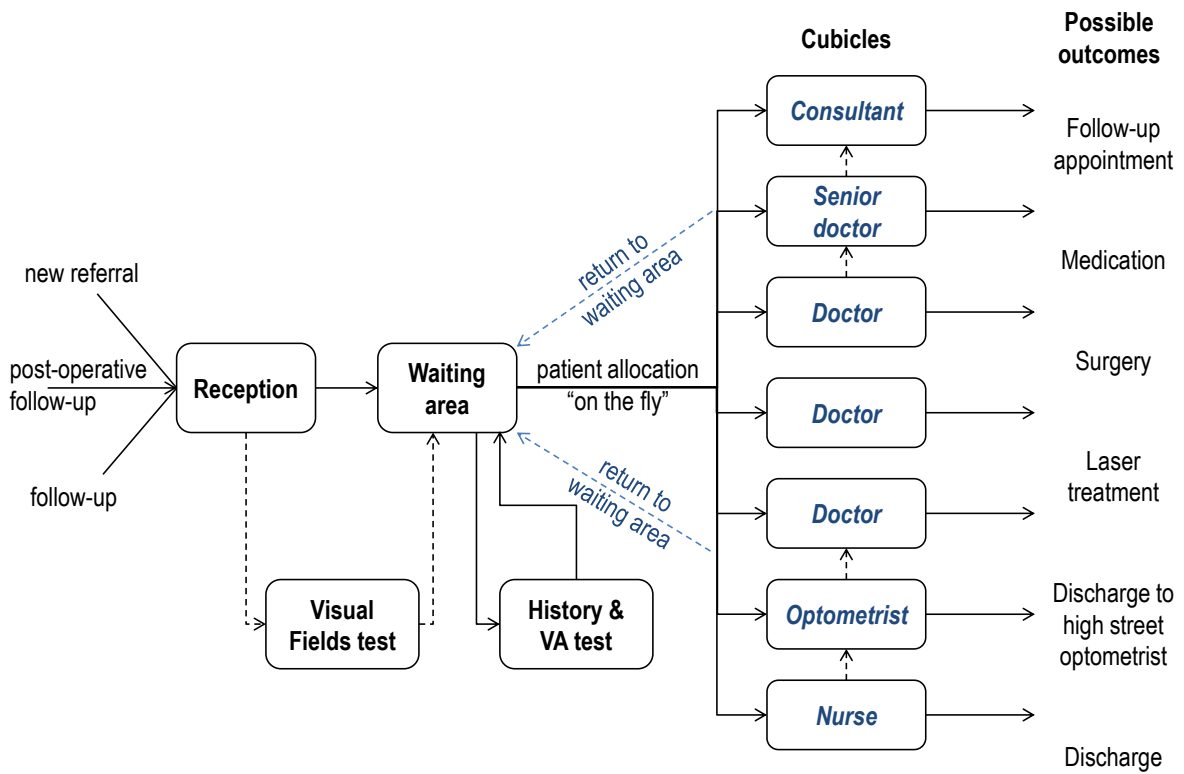 Cubicles
Possible
outcomes
Consultant
Follow-up
appointment
Senior
doctor
return to
waiting area
new referral
Medication
Doctor
post-operative
follow-up
Reception
Waiting
area
patient allocation
“on the fly”
Surgery
Doctor
follow-up
return to
waiting area
Laser
treatment
Doctor
Visual
Fields test
History &
VA test
Optometrist
Discharge to
high street
optometrist
Nurse
Discharge